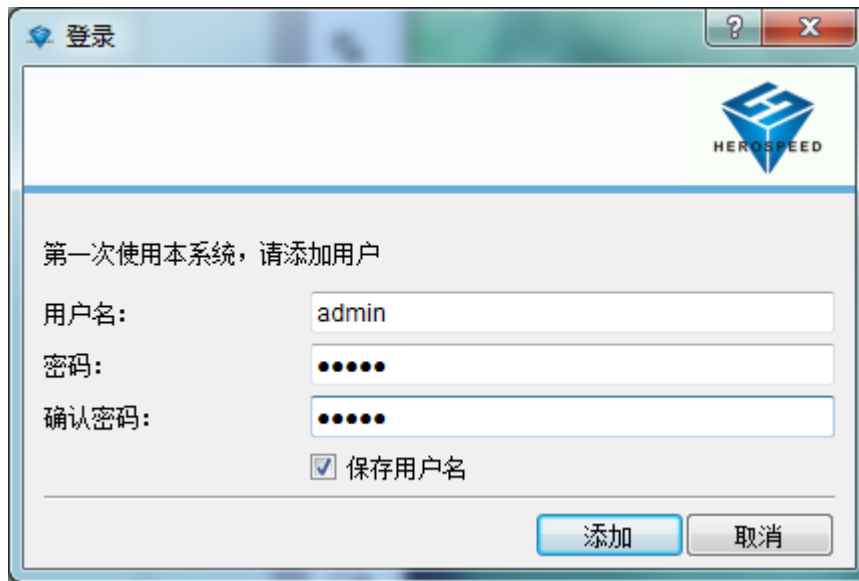 登录
HEROSPEED
第一次使用本系统，请添加用户
用户名：
admin
密码：
•••••
确认密码：
•••••
保存用户名
添加
取消